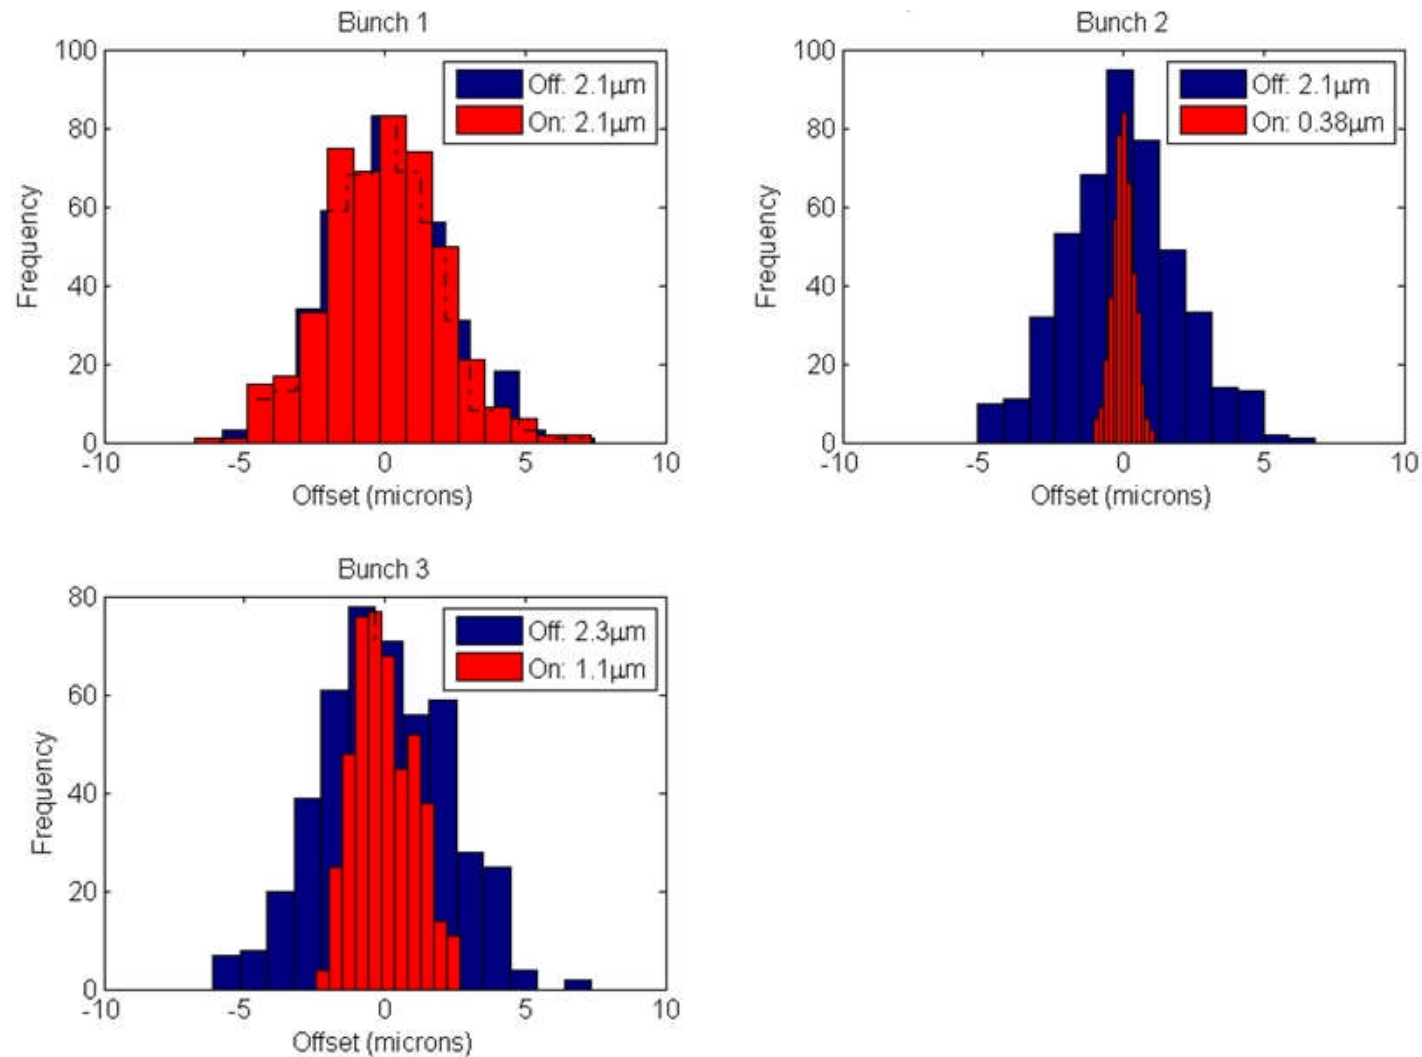 Bunch 1
100
80
60
40
20
0
Frequency
Off: 2.1μm
On: 2.1μm
-10 -5 0 5 10
Offset (microns)
Bunch 2
100
80
60
40
20
0
Frequency
Off: 2.1μm
On: 0.38μm
-10 -5 0 5 10
Offset (microns)
Bunch 3
80
60
40
20
0
Frequency
Off: 2.3μm
On: 1.1μm
-10 -5 0 5 10
Offset (microns)